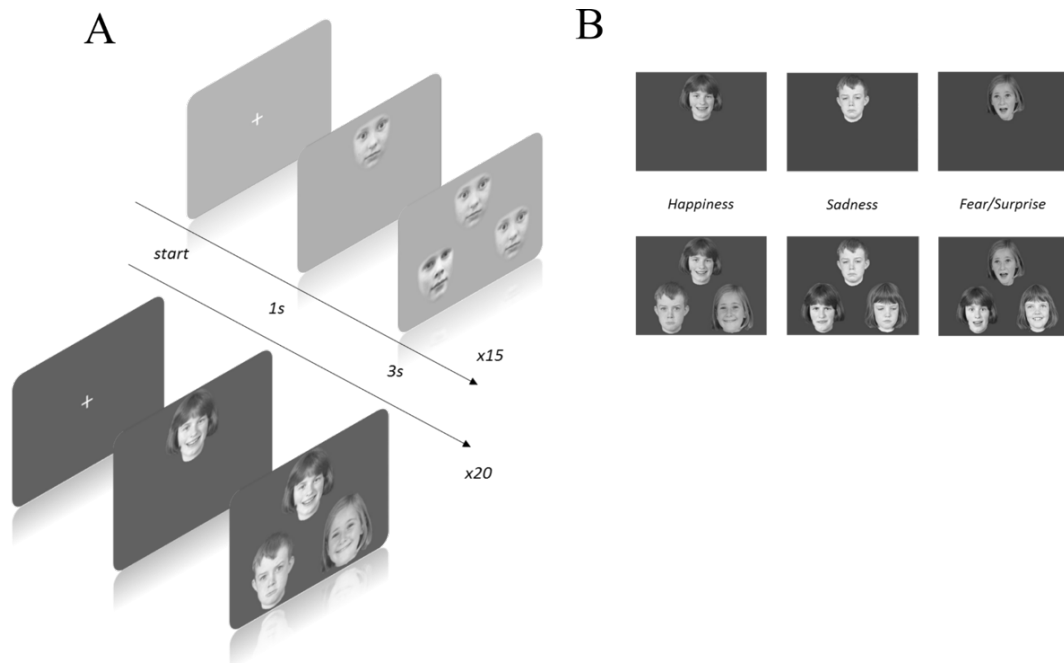 A
B
start
1s
3s
x15
x20
Happiness
Sadness
Fear/Surprise